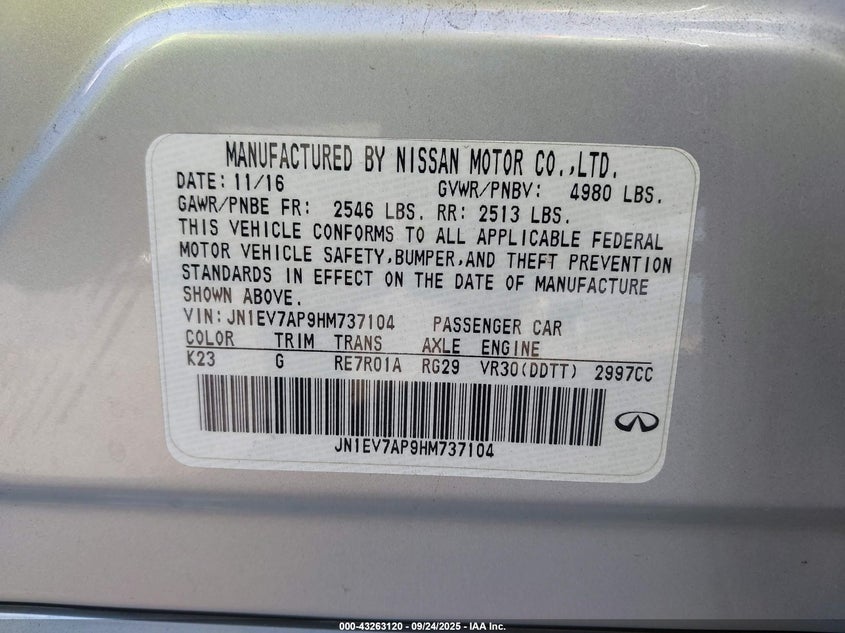 MANUFACTURED BY NISSAN MOTOR CO.,LTD.
DATE: 11/16 GVWR/PNBV: 4980 LBS.
GAWR/PNBE FR: 2546 LBS. RR: 2513 LBS.
THIS VEHICLE CONFORMS TO ALL APPLICABLE FEDERAL
MOTOR VEHICLE SAFETY,BUMPER,AND THEFT PREVENTION
STANDARDS IN EFFECT ON THE DATE OF MANUFACTURE
SHOWN ABOVE.
VIN: JN1EV7AP9HM737104 PASSENGER CAR
COLOR TRIM TRANS AXLE ENGINE
K23 G RE7R01A RG29 VR30(DDTT) 2997CC
JN1EV7AP9HM737104
000-43263120 - 09/24/2025 - IAA Inc.